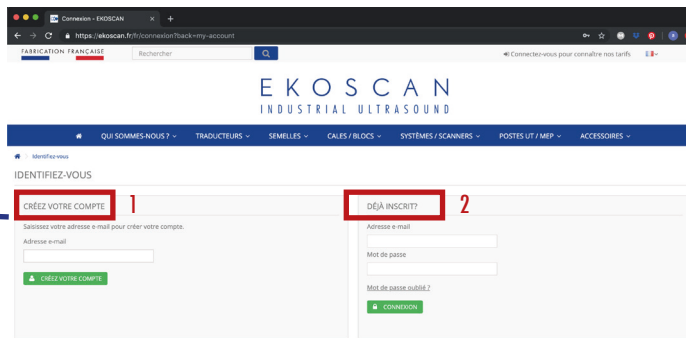 Connexion - EKOSCAN
https://ekoscan.fr/fr/connexion?back=my-account
FABRICATION FRANÇAISE
Rechercher
Connectez-vous pour connaître nos tarifs
EKOSCAN
INDUSTRIAL ULTRASOUND
QUI SOMMES-NOUS ? TRADUCTEURS SEMELLES CALES / BLOCS SYSTÈMES / SCANNERS POSTES UT / MEP ACCESSOIRES
Identifiez-vous
IDENTIFIEZ-VOUS
CRÉEZ VOTRE COMPTE 1
Saisissez votre adresse e-mail pour créer votre compte.
Adresse e-mail
CRÉEZ VOTRE COMPTE
DÉJÀ INSCRIT? 2
Adresse e-mail
Mot de passe
Mot de passe oublié ?
CONNEXION